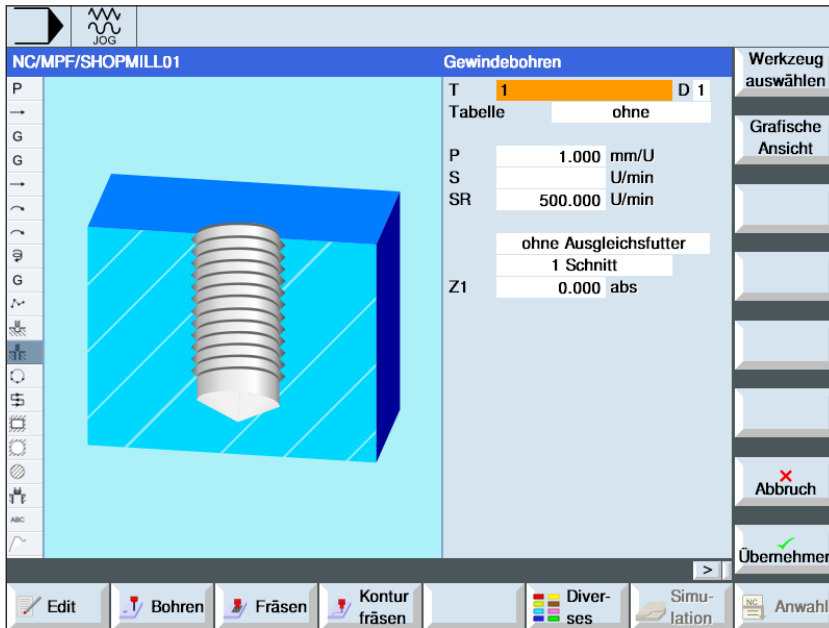 JOG
NC/MPF/SHOPMILL01
Gewindebohren
T 1 D 1
Tabelle ohne
P 1.000 mm/U
S U/min
SR 500.000 U/min
ohne Ausgleichsfutter
1 Schnitt
Z1 0.000 abs
P
G
G
G
ABC
Werkzeug
auswählen
Grafische
Ansicht
Abbruch
Übernehmen
>
Edit
Bohren
Fräsen
Kontur
fräsen
Diver-
ses
Simu-
lation
NC
Anwahl